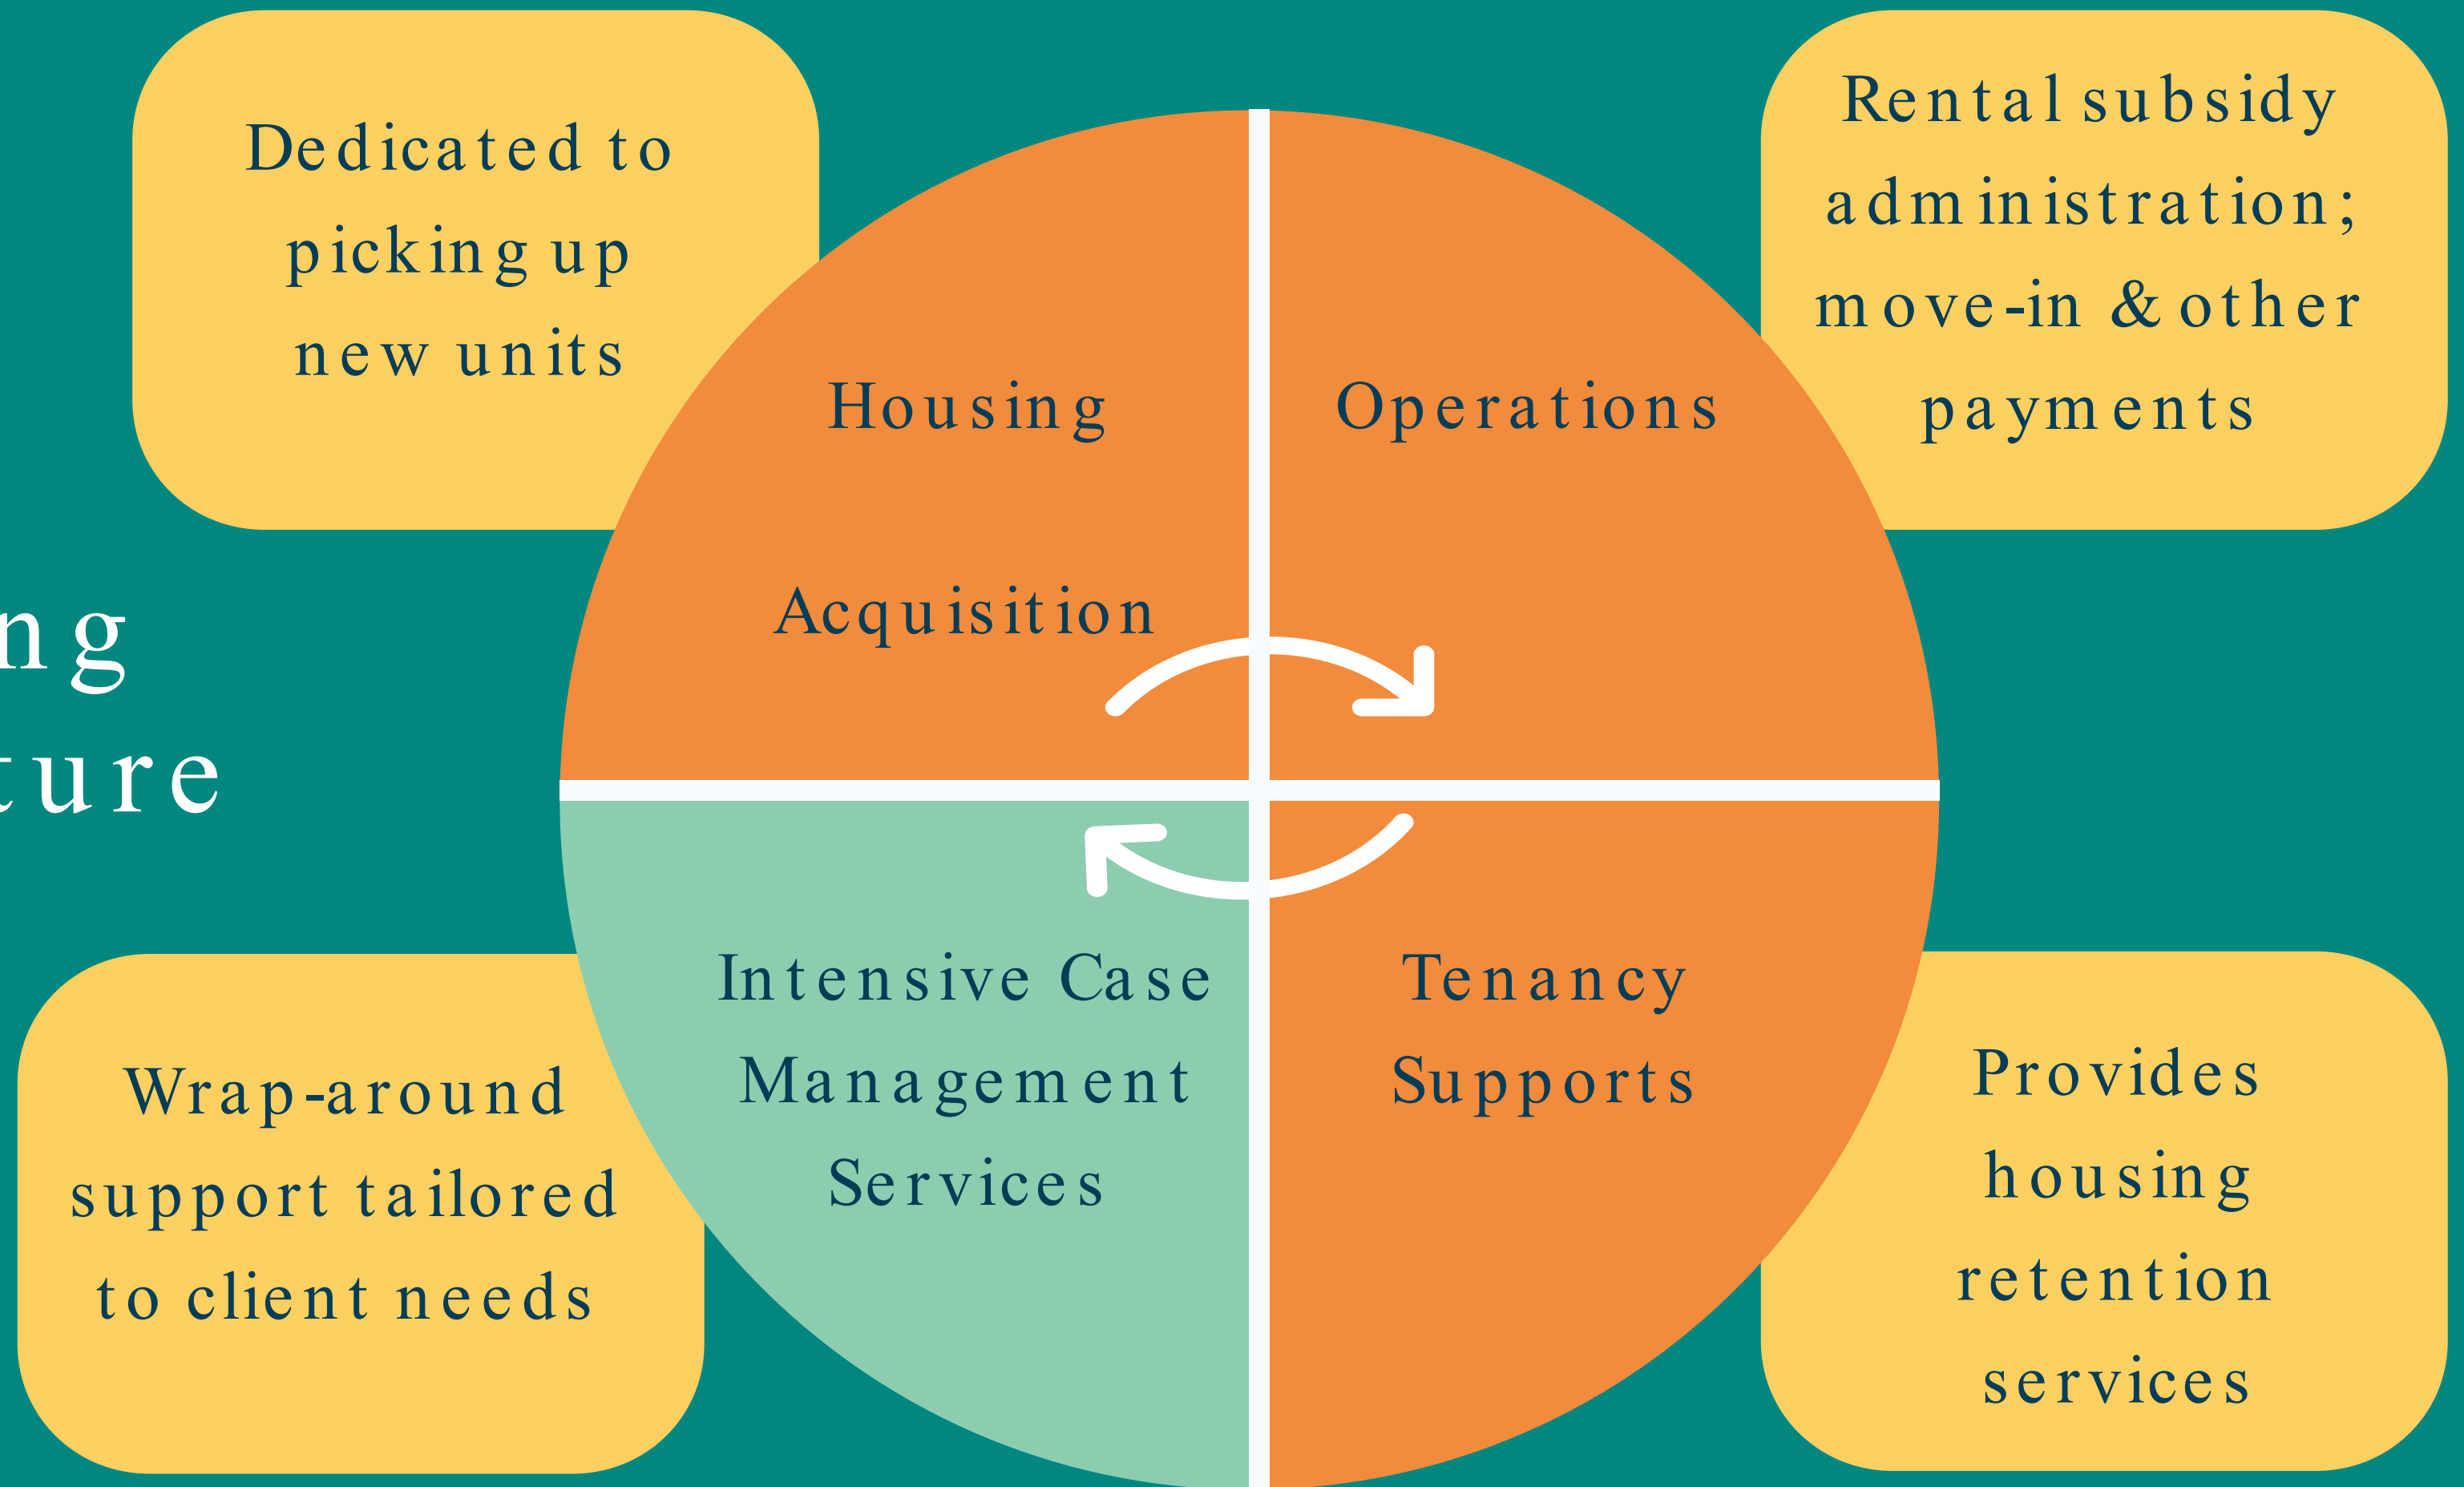 Dedicated to
picking up
new units
Rental subsidy
administration;
move-in & other
payments
Housing
Acquisition
Operations
ng
ture
Intensive Case
Management
Services
Tenancy
Supports
Wrap-around
support tailored
to client needs
Provides
housing
retention
services